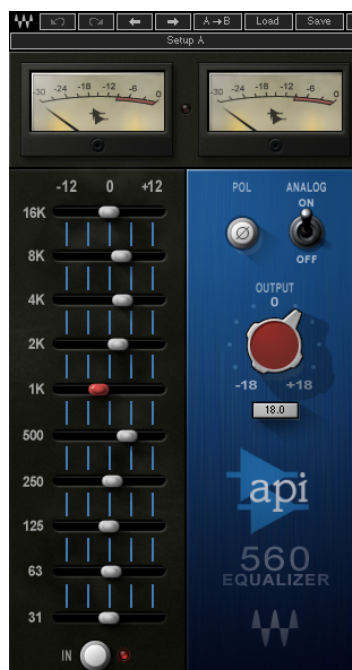 A→B Load Save
Setup A
-30 -24 -18 -12 -6 0
-30 -24 -18 -12 -6 0
-12 0 +12
16K
8K
4K
2K
1K
500
250
125
63
31
IN
POL ANALOG
ON
Ø
OFF
OUTPUT
0
-18 +18
18.0
api
560
EQUALIZER